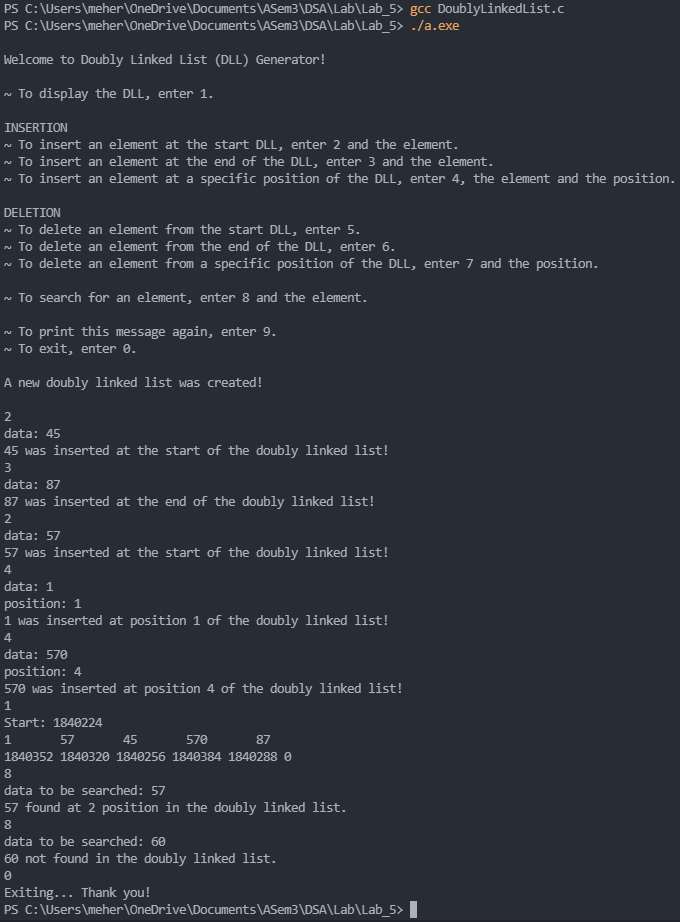 PS C:\Users\meher\OneDrive\Documents\ASem3\DSA\Lab\Lab_5> gcc DoublyLinkedList.c
PS C:\Users\meher\OneDrive\Documents\ASem3\DSA\Lab\Lab_5> ./a.exe
Welcome to Doubly Linked List (DLL) Generator!
~ To display the DLL, enter 1.
INSERTION
~ To insert an element at the start DLL, enter 2 and the element.
~ To insert an element at the end of the DLL, enter 3 and the element.
~ To insert an element at a specific position of the DLL, enter 4, the element and the position.
DELETION
~ To delete an element from the start DLL, enter 5.
~ To delete an element from the end of the DLL, enter 6.
~ To delete an element from a specific position of the DLL, enter 7 and the position.
~ To search for an element, enter 8 and the element.
~ To print this message again, enter 9.
~ To exit, enter 0.
A new doubly linked list was created!
2
data: 45
45 was inserted at the start of the doubly linked list!
3
data: 87
87 was inserted at the end of the doubly linked list!
2
data: 57
57 was inserted at the start of the doubly linked list!
4
data: 1
position: 1
1 was inserted at position 1 of the doubly linked list!
4
data: 570
position: 4
570 was inserted at position 4 of the doubly linked list!
1
Start: 1840224
1       57       45       570       87
1840352 1840320 1840256 1840384 1840288 0
8
data to be searched: 57
57 found at 2 position in the doubly linked list.
8
data to be searched: 60
60 not found in the doubly linked list.
0
Exiting... Thank you!
PS C:\Users\meher\OneDrive\Documents\ASem3\DSA\Lab\Lab_5>